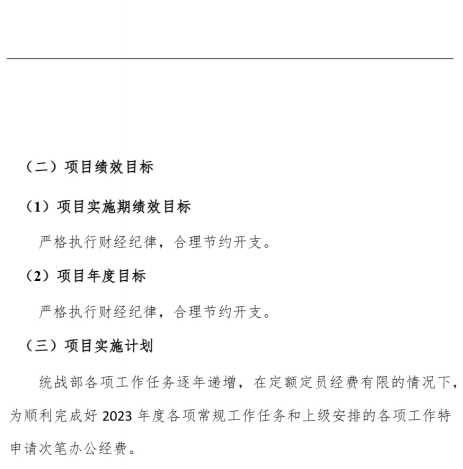 （二）项目绩效目标
（1）项目实施期绩效目标
严格执行财经纪律，合理节约开支。
（2）项目年度目标
严格执行财经纪律，合理节约开支。
（三）项目实施计划
统战部各项工作任务逐年递增，在定额定员经费有限的情况下，
为顺利完成好 2023 年度各项常规工作任务和上级安排的各项工作特
申请次笔办公经费。